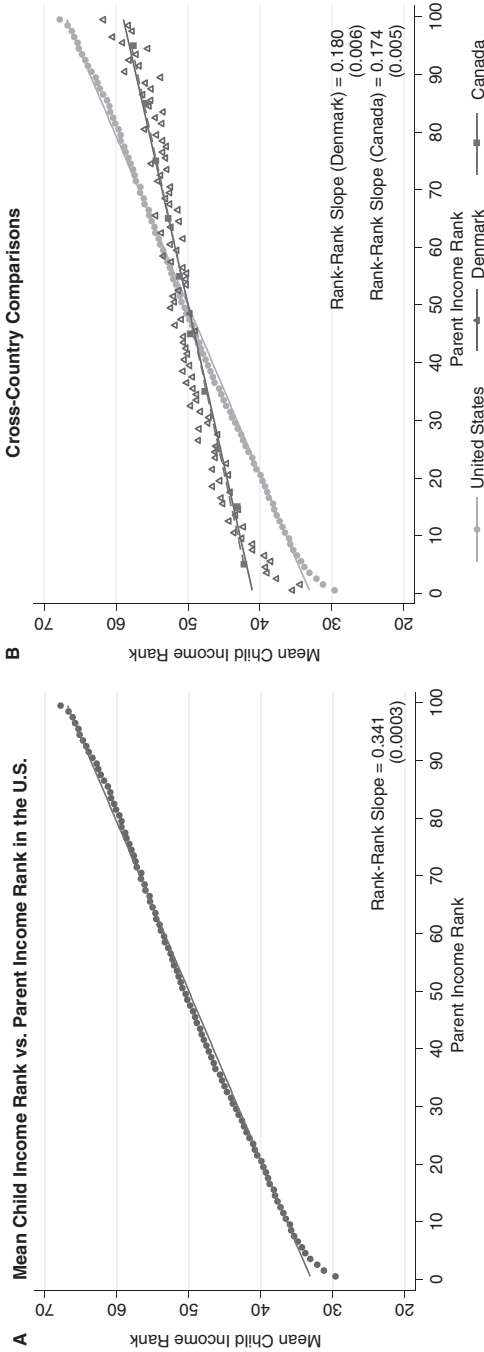 A
Mean Child Income Rank vs. Parent Income Rank in the U.S.
Mean Child Income Rank
70
60
50
40
30
20
Rank-Rank Slope = 0.341
(0.0003)
0 10 20 30 40 50 60 70 80 90 100
Parent Income Rank
B
Cross-Country Comparisons
Mean Child Income Rank
70
60
50
40
30
20
Rank-Rank Slope (Denmark) = 0.180
(0.006)
Rank-Rank Slope (Canada) = 0.174
(0.005)
0 10 20 30 40 50 60 70 80 90 100
Parent Income Rank
United States Denmark Canada